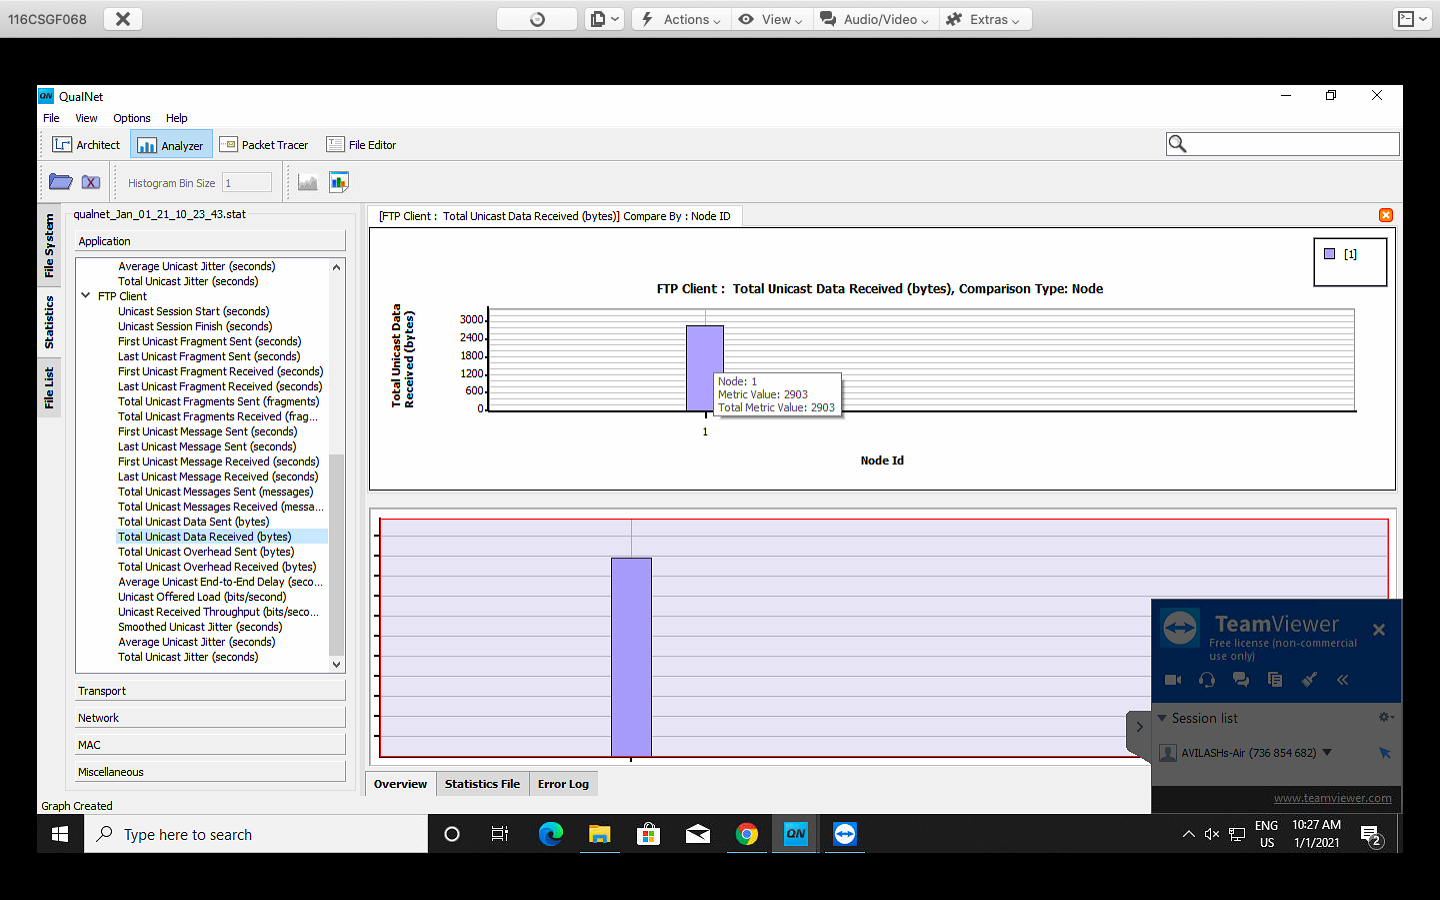 116CSGF068
Actions
View
Audio/Video
Extras
QN QualNet
File View Options Help
Architect Analyzer Packet Tracer File Editor
Histogram Bin Size 1
File System
Statistics
File List
qualnet_Jan_01_21_10_23_43.stat
Application
Average Unicast Jitter (seconds)
Total Unicast Jitter (seconds)
FTP Client
Unicast Session Start (seconds)
Unicast Session Finish (seconds)
First Unicast Fragment Sent (seconds)
Last Unicast Fragment Sent (seconds)
First Unicast Fragment Received (seconds)
Last Unicast Fragment Received (seconds)
Total Unicast Fragments Sent (fragments)
Total Unicast Fragments Received (frag...
First Unicast Message Sent (seconds)
Last Unicast Message Sent (seconds)
First Unicast Message Received (seconds)
Last Unicast Message Received (seconds)
Total Unicast Messages Sent (messages)
Total Unicast Messages Received (messa...
Total Unicast Data Sent (bytes)
Total Unicast Data Received (bytes)
Total Unicast Overhead Sent (bytes)
Total Unicast Overhead Received (bytes)
Average Unicast End-to-End Delay (seco...
Unicast Offered Load (bits/second)
Unicast Received Throughput (bits/seco...
Smoothed Unicast Jitter (seconds)
Average Unicast Jitter (seconds)
Total Unicast Jitter (seconds)
Transport
Network
MAC
Miscellaneous
Graph Created
[FTP Client : Total Unicast Data Received (bytes)] Compare By : Node ID
[1]
FTP Client : Total Unicast Data Received (bytes), Comparison Type: Node
Total Unicast Data
Received (bytes)
3000
2400
1800
1200
600
0
Node: 1
Metric Value: 2903
Total Metric Value: 2903
1
Node Id
Overview Statistics File Error Log
TeamViewer
Free license (non-commercial
use only)
Session list
AVILASHs-Air (736 854 682)
www.teamviewer.com
Type here to search
QN
ENG
US
10:27 AM
1/1/2021
2